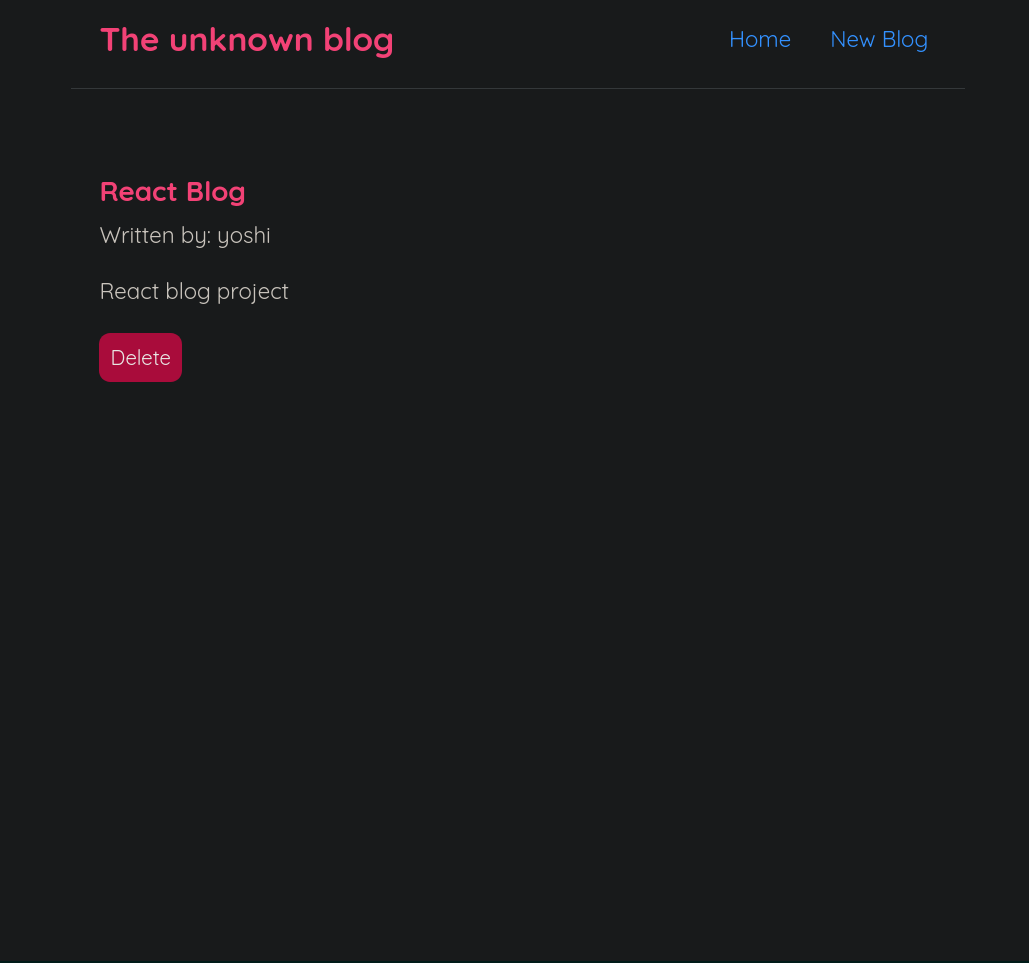 The unknown blog
Home New Blog
React Blog
Written by: yoshi
React blog project
Delete